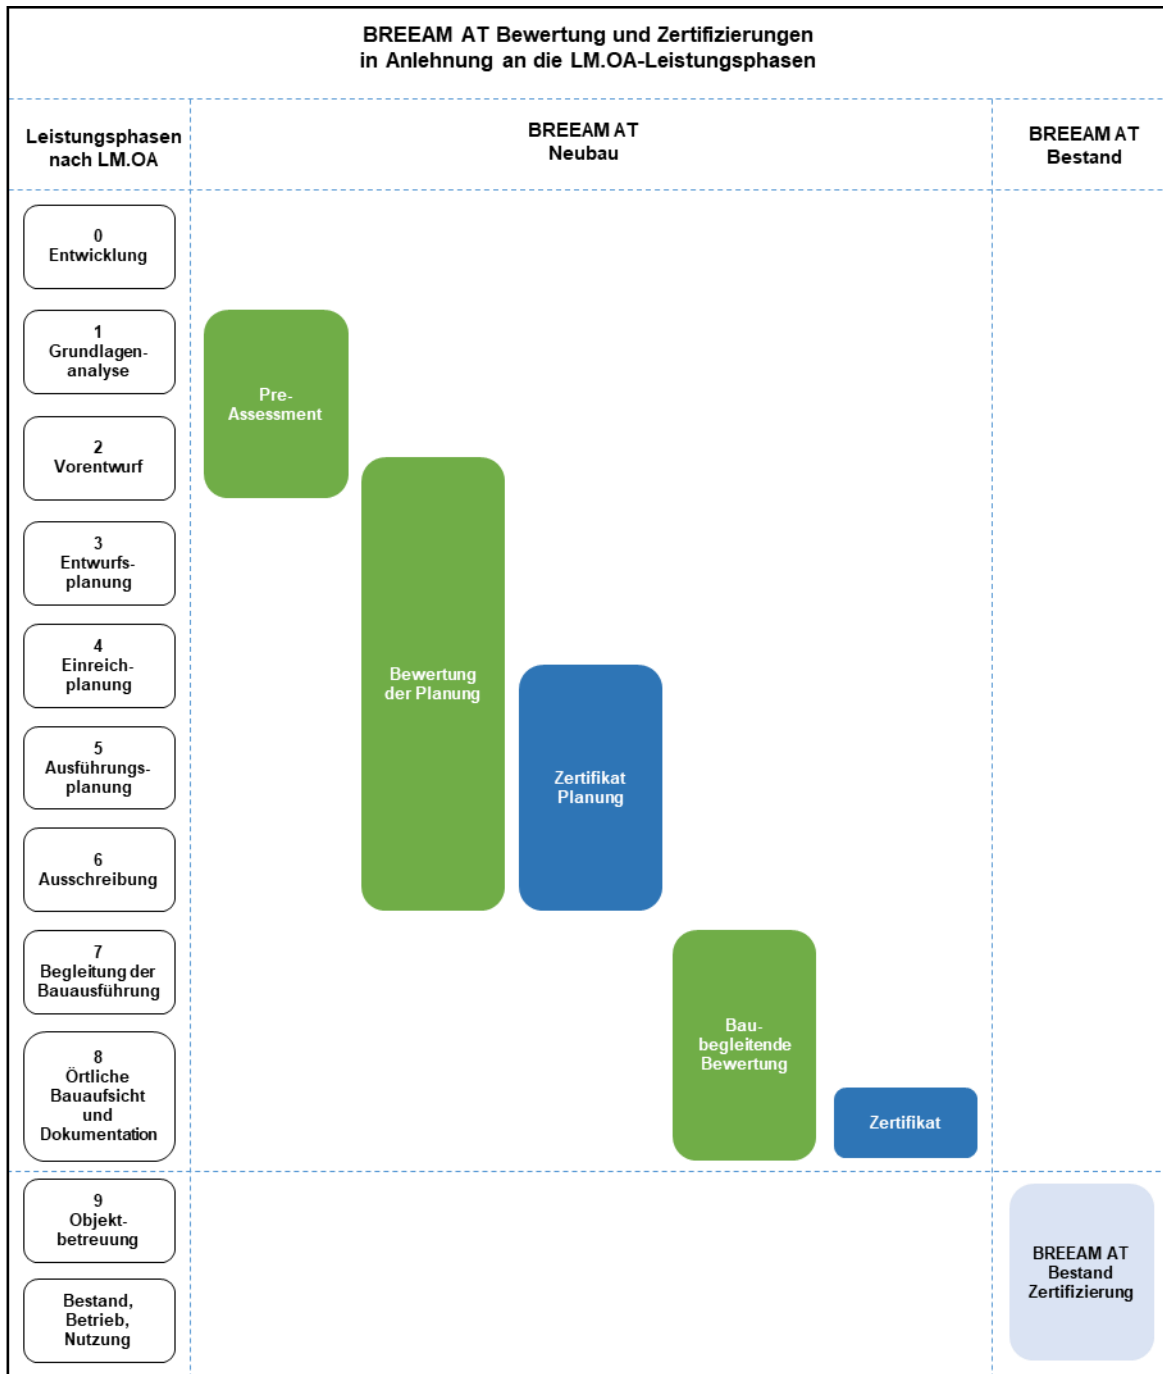 BREEAM AT Bewertung und Zertifizierungen
in Anlehnung an die LM.OA-Leistungsphasen
Leistungsphasen
nach LM.OA
BREEAM AT
Neubau
BREEAM AT
Bestand
0
Entwicklung
1
Grundlagen-
analyse
Pre-
Assessment
2
Vorentwurf
3
Entwurfs-
planung
4
Einreich-
planung
Bewertung
der Planung
5
Ausführungs-
planung
Zertifikat
Planung
6
Ausschreibung
7
Begleitung der
Bauausführung
Bau-
begleitende
Bewertung
8
Örtliche
Bauaufsicht
und
Dokumentation
Zertifikat
9
Objekt-
betreuung
BREEAM AT
Bestand
Zertifizierung
Bestand,
Betrieb,
Nutzung